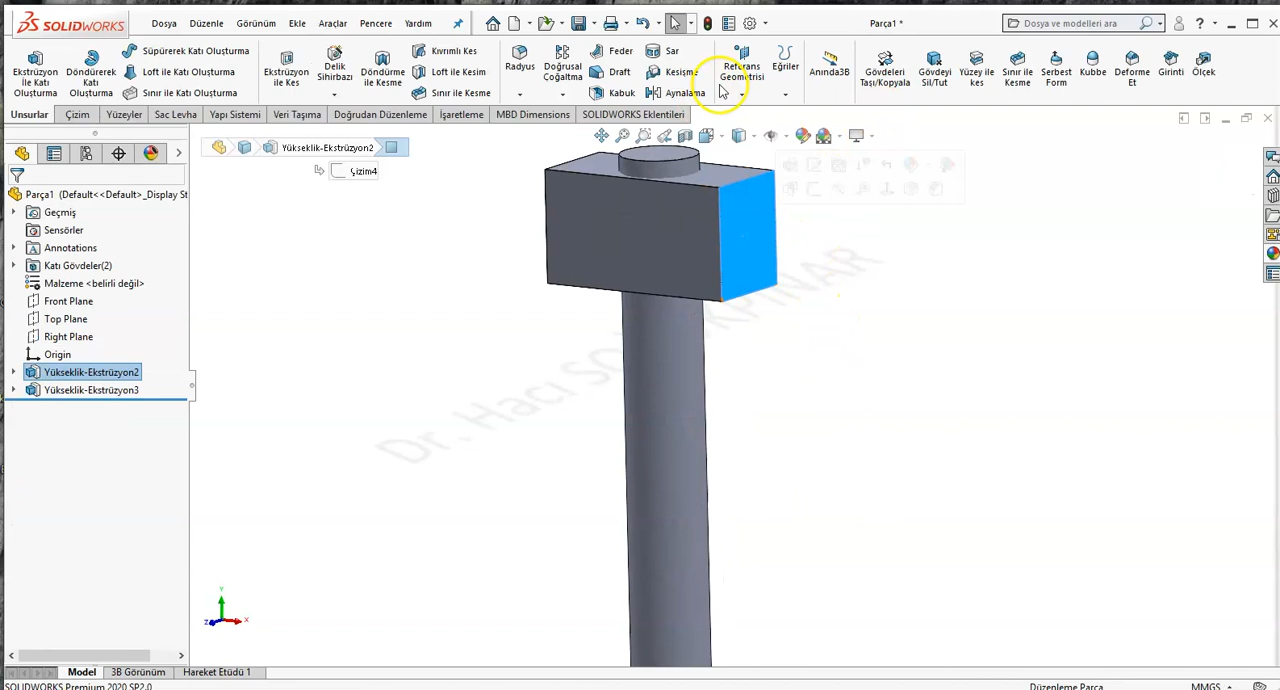 SOLIDWORKS
Dosya Düzenle Görünüm Ekle Araçlar Pencere Yardım
Parça1 *
Dosya ve modelleri ara
Ekstrüzyon ile Katı Oluşturma
Döndürerek Katı Oluşturma
Süpürerek Katı Oluşturma
Loft ile Katı Oluşturma
Sınır ile Katı Oluşturma
Ekstrüzyon ile Kes
Delik Sihirbazı
Döndürme ile Kesme
Kıvrımlı Kes
Loft ile Kesim
Sınır ile Kesme
Radyus
Doğrusal Çoğaltma
Feder
Draft
Kabuk
Sar
Kesişme
Aynalama
Referans Geometrisi
Eğriler
Anında3B
Gövdeleri Taşı/Kopyala
Gövdeyi Sil/Tut
Yüzey ile kes
Sınır ile Kesme
Serbest Form
Kubbe
Deforme Et
Girinti
Ölçek
Unsurlar Çizim Yüzeyler Sac Levha Yapı Sistemi Veri Taşıma Doğrudan Düzenleme İşaretleme MBD Dimensions SOLIDWORKS Eklentileri
Yükseklik-Ekstrüzyon2
Çizim4
Parça1 (Default<<Default>_Display St
Geçmiş
Sensörler
Annotations
Katı Gövdeler(2)
Malzeme <belirli değil>
Front Plane
Top Plane
Right Plane
Origin
Yükseklik-Ekstrüzyon2
Yükseklik-Ekstrüzyon3
Y
Z
X
Model 3B Görünüm Hareket Etüdü 1
SOLIDWORKS Premium 2020 SP2.0
Düzenleme Parça
MMGS